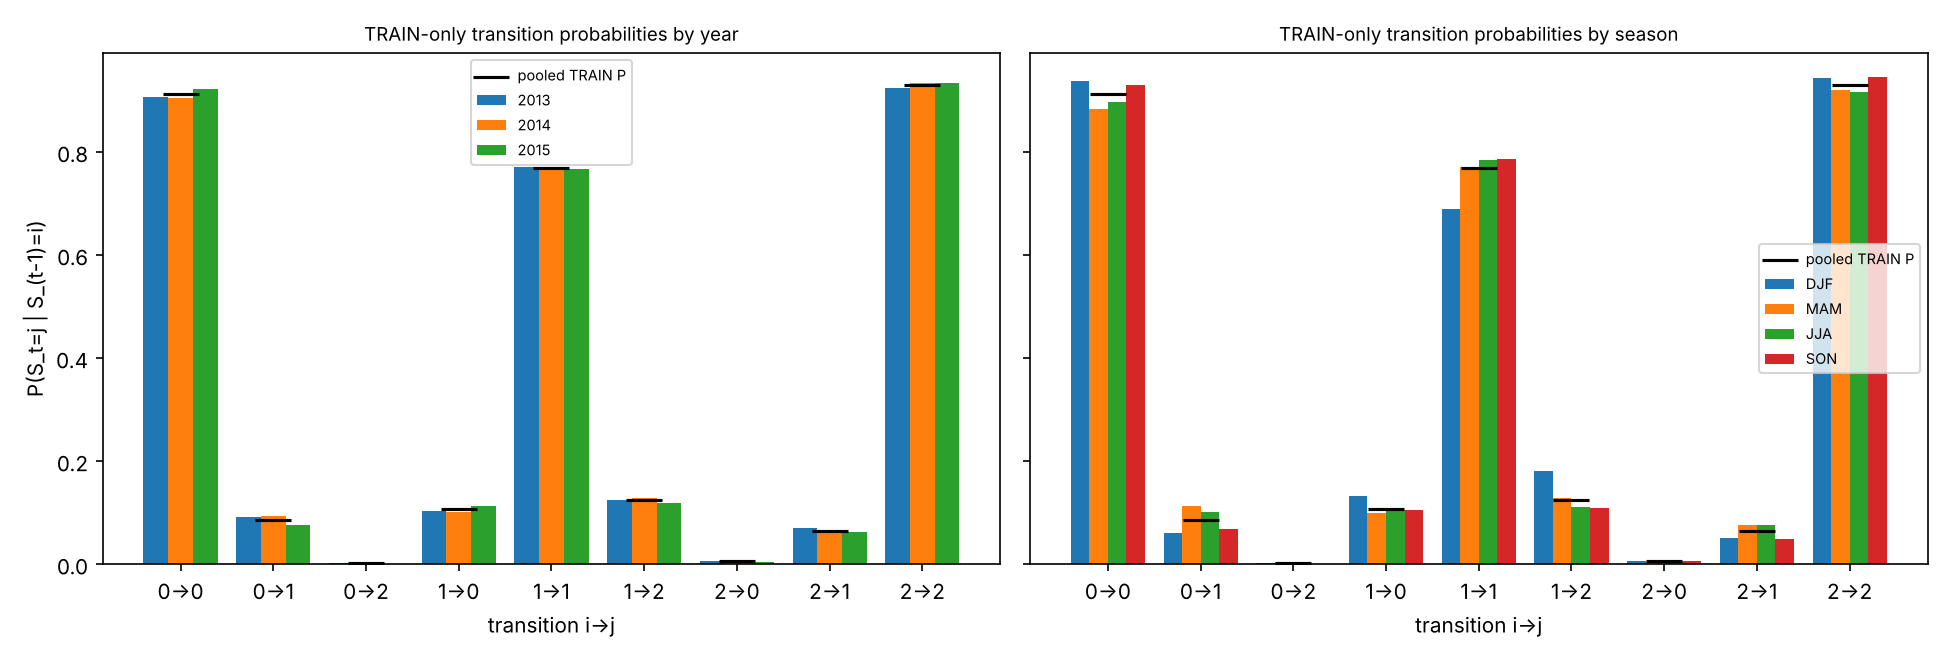 TRAIN-only transition probabilities by year
P(S_t=j | S_(t-1)=i)
0.8
0.6
0.4
0.2
0.0
pooled TRAIN P
2013
2014
2015
0→0 0→1 0→2 1→0 1→1 1→2 2→0 2→1 2→2
transition i→j
TRAIN-only transition probabilities by season
pooled TRAIN P
DJF
MAM
JJA
SON
0→0 0→1 0→2 1→0 1→1 1→2 2→0 2→1 2→2
transition i→j